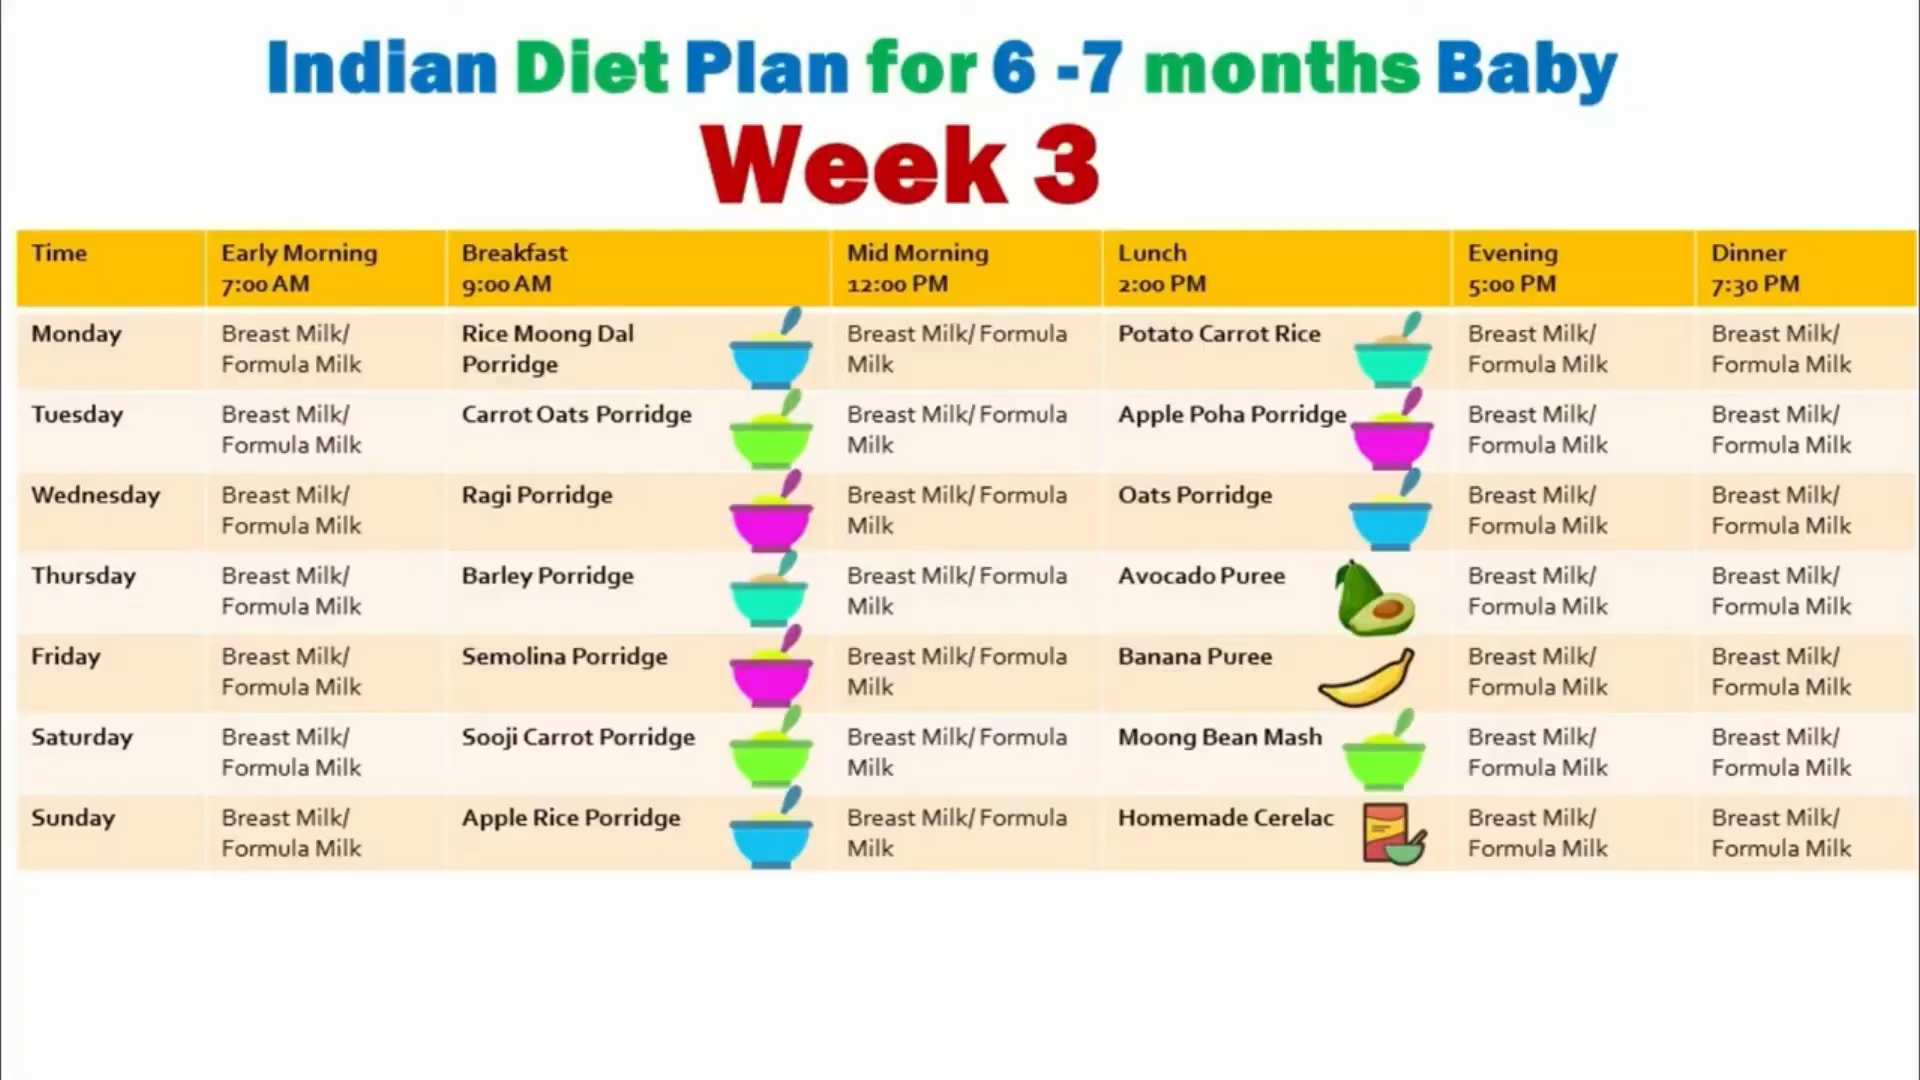 Indian Diet Plan for 6 -7 months Baby
Week 3
Time Early Morning Breakfast Mid Morning Lunch Evening Dinner
7:00 AM 9:00 AM 12:00 PM 2:00 PM 5:00 PM 7:30 PM
Monday Breast Milk/ Rice Moong Dal Breast Milk/ Formula Potato Carrot Rice Breast Milk/ Breast Milk/
Formula Milk Porridge Milk Formula Milk Formula Milk
Tuesday Breast Milk/ Carrot Oats Porridge Breast Milk/ Formula Apple Poha Porridge Breast Milk/ Breast Milk/
Formula Milk Milk Formula Milk Formula Milk
Wednesday Breast Milk/ Ragi Porridge Breast Milk/ Formula Oats Porridge Breast Milk/ Breast Milk/
Formula Milk Milk Formula Milk Formula Milk
Thursday Breast Milk/ Barley Porridge Breast Milk/ Formula Avocado Puree Breast Milk/ Breast Milk/
Formula Milk Milk Formula Milk Formula Milk
Friday Breast Milk/ Semolina Porridge Breast Milk/ Formula Banana Puree Breast Milk/ Breast Milk/
Formula Milk Milk Formula Milk Formula Milk
Saturday Breast Milk/ Sooji Carrot Porridge Breast Milk/ Formula Moong Bean Mash Breast Milk/ Breast Milk/
Formula Milk Milk Formula Milk Formula Milk
Sunday Breast Milk/ Apple Rice Porridge Breast Milk/ Formula Homemade Cerelac Breast Milk/ Breast Milk/
Formula Milk Milk Formula Milk Formula Milk